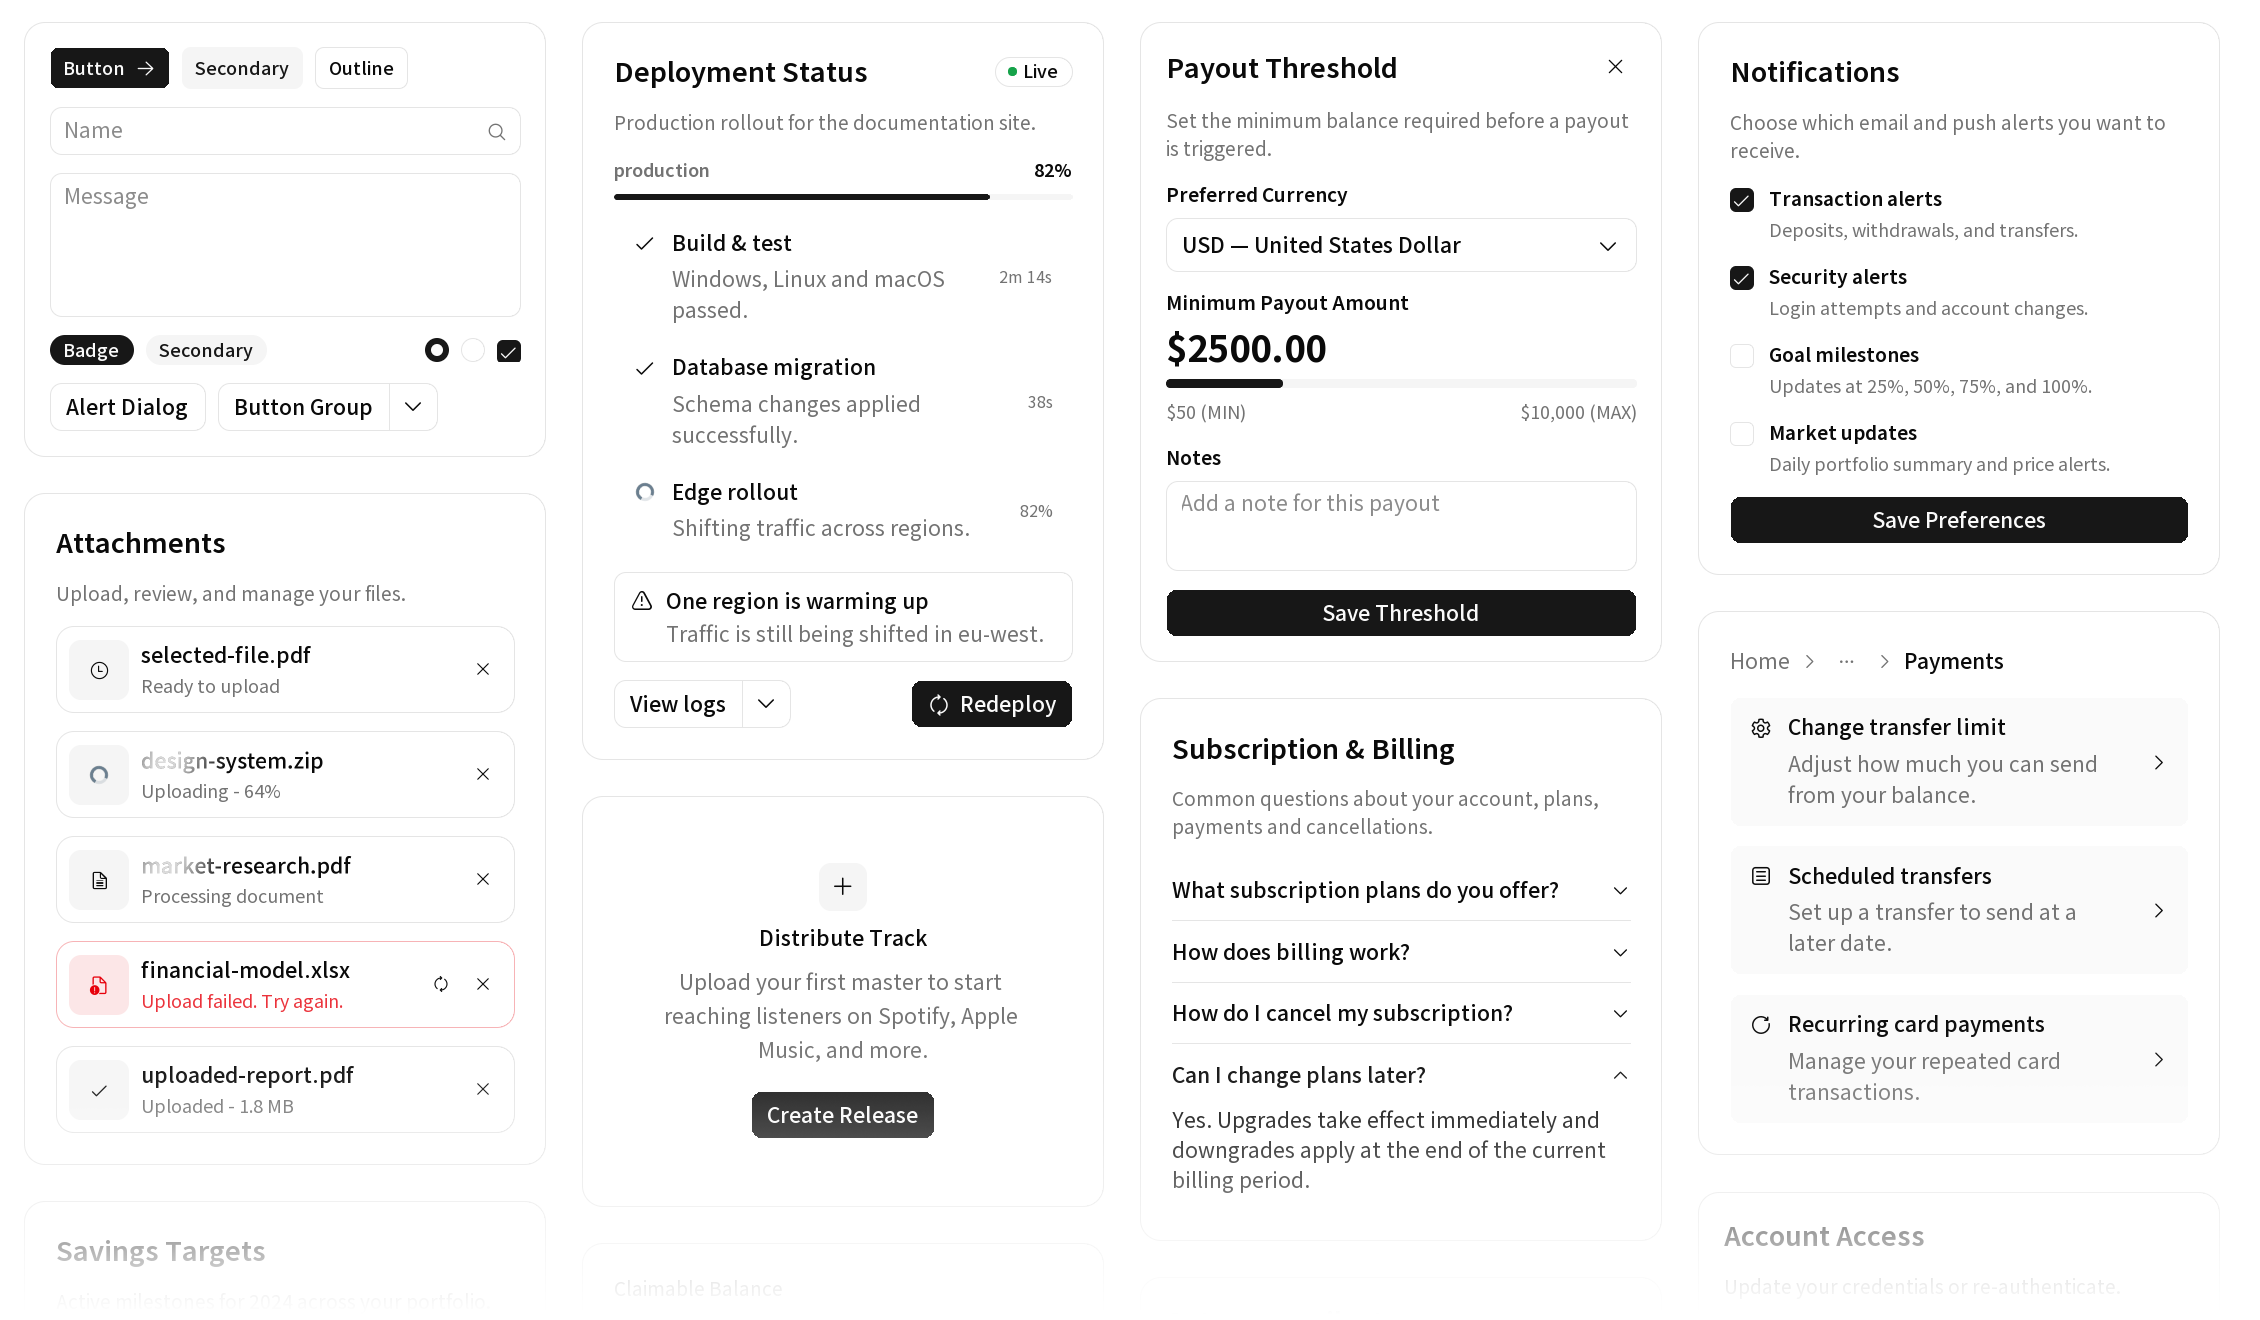 Button
Secondary
Outline
Name
Message
Badge
Secondary
Alert Dialog
Button Group
Attachments
Upload, review, and manage your files.
selected-file.pdf
Ready to upload
design-system.zip
Uploading - 64%
market-research.pdf
Processing document
financial-model.xlsx
Upload failed. Try again.
uploaded-report.pdf
Uploaded - 1.8 MB
Savings Targets
Active milestones for 2024 across your portfolio.
Deployment Status
Live
Production rollout for the documentation site.
production
82%
Build & test
Windows, Linux and macOS
passed.
2m 14s
Database migration
Schema changes applied
successfully.
38s
Edge rollout
Shifting traffic across regions.
82%
One region is warming up
Traffic is still being shifted in eu-west.
View logs
Redeploy
Distribute Track
Upload your first master to start
reaching listeners on Spotify, Apple
Music, and more.
Create Release
Claimable Balance
Payout Threshold
Set the minimum balance required before a payout
is triggered.
Preferred Currency
USD — United States Dollar
Minimum Payout Amount
$2500.00
$50 (MIN)
$10,000 (MAX)
Notes
Add a note for this payout
Save Threshold
Subscription & Billing
Common questions about your account, plans,
payments and cancellations.
What subscription plans do you offer?
How does billing work?
How do I cancel my subscription?
Can I change plans later?
Yes. Upgrades take effect immediately and
downgrades apply at the end of the current
billing period.
Notifications
Choose which email and push alerts you want to
receive.
Transaction alerts
Deposits, withdrawals, and transfers.
Security alerts
Login attempts and account changes.
Goal milestones
Updates at 25%, 50%, 75%, and 100%.
Market updates
Daily portfolio summary and price alerts.
Save Preferences
Home
···
Payments
Change transfer limit
Adjust how much you can send
from your balance.
Scheduled transfers
Set up a transfer to send at a
later date.
Recurring card payments
Manage your repeated card
transactions.
Account Access
Update your credentials or re-authenticate.